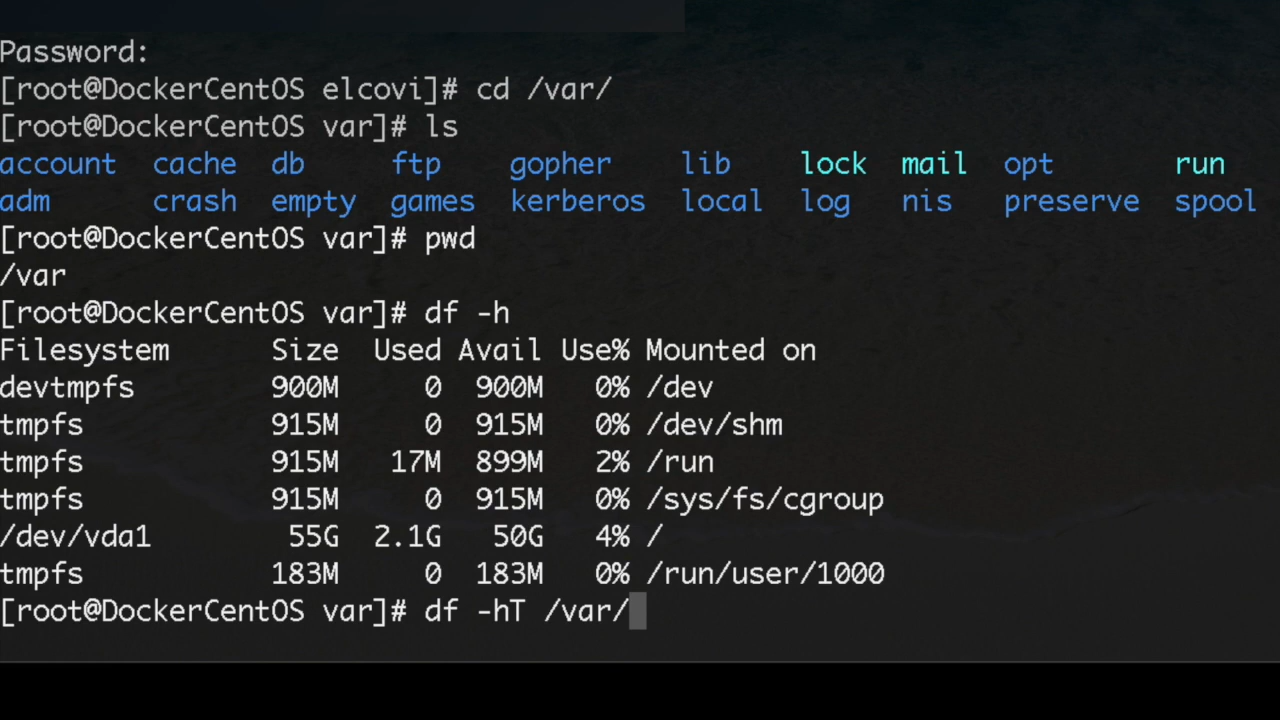 Password:
[root@DockerCentOS elcovi]# cd /var/
[root@DockerCentOS var]# ls
account cache db ftp gopher lib lock mail opt run
adm crash empty games kerberos local log nis preserve spool
[root@DockerCentOS var]# pwd
/var
[root@DockerCentOS var]# df -h
Filesystem Size Used Avail Use% Mounted on
devtmpfs 900M 0 900M 0% /dev
tmpfs 915M 0 915M 0% /dev/shm
tmpfs 915M 17M 899M 2% /run
tmpfs 915M 0 915M 0% /sys/fs/cgroup
/dev/vda1 55G 2.1G 50G 4% /
tmpfs 183M 0 183M 0% /run/user/1000
[root@DockerCentOS var]# df -hT /var/